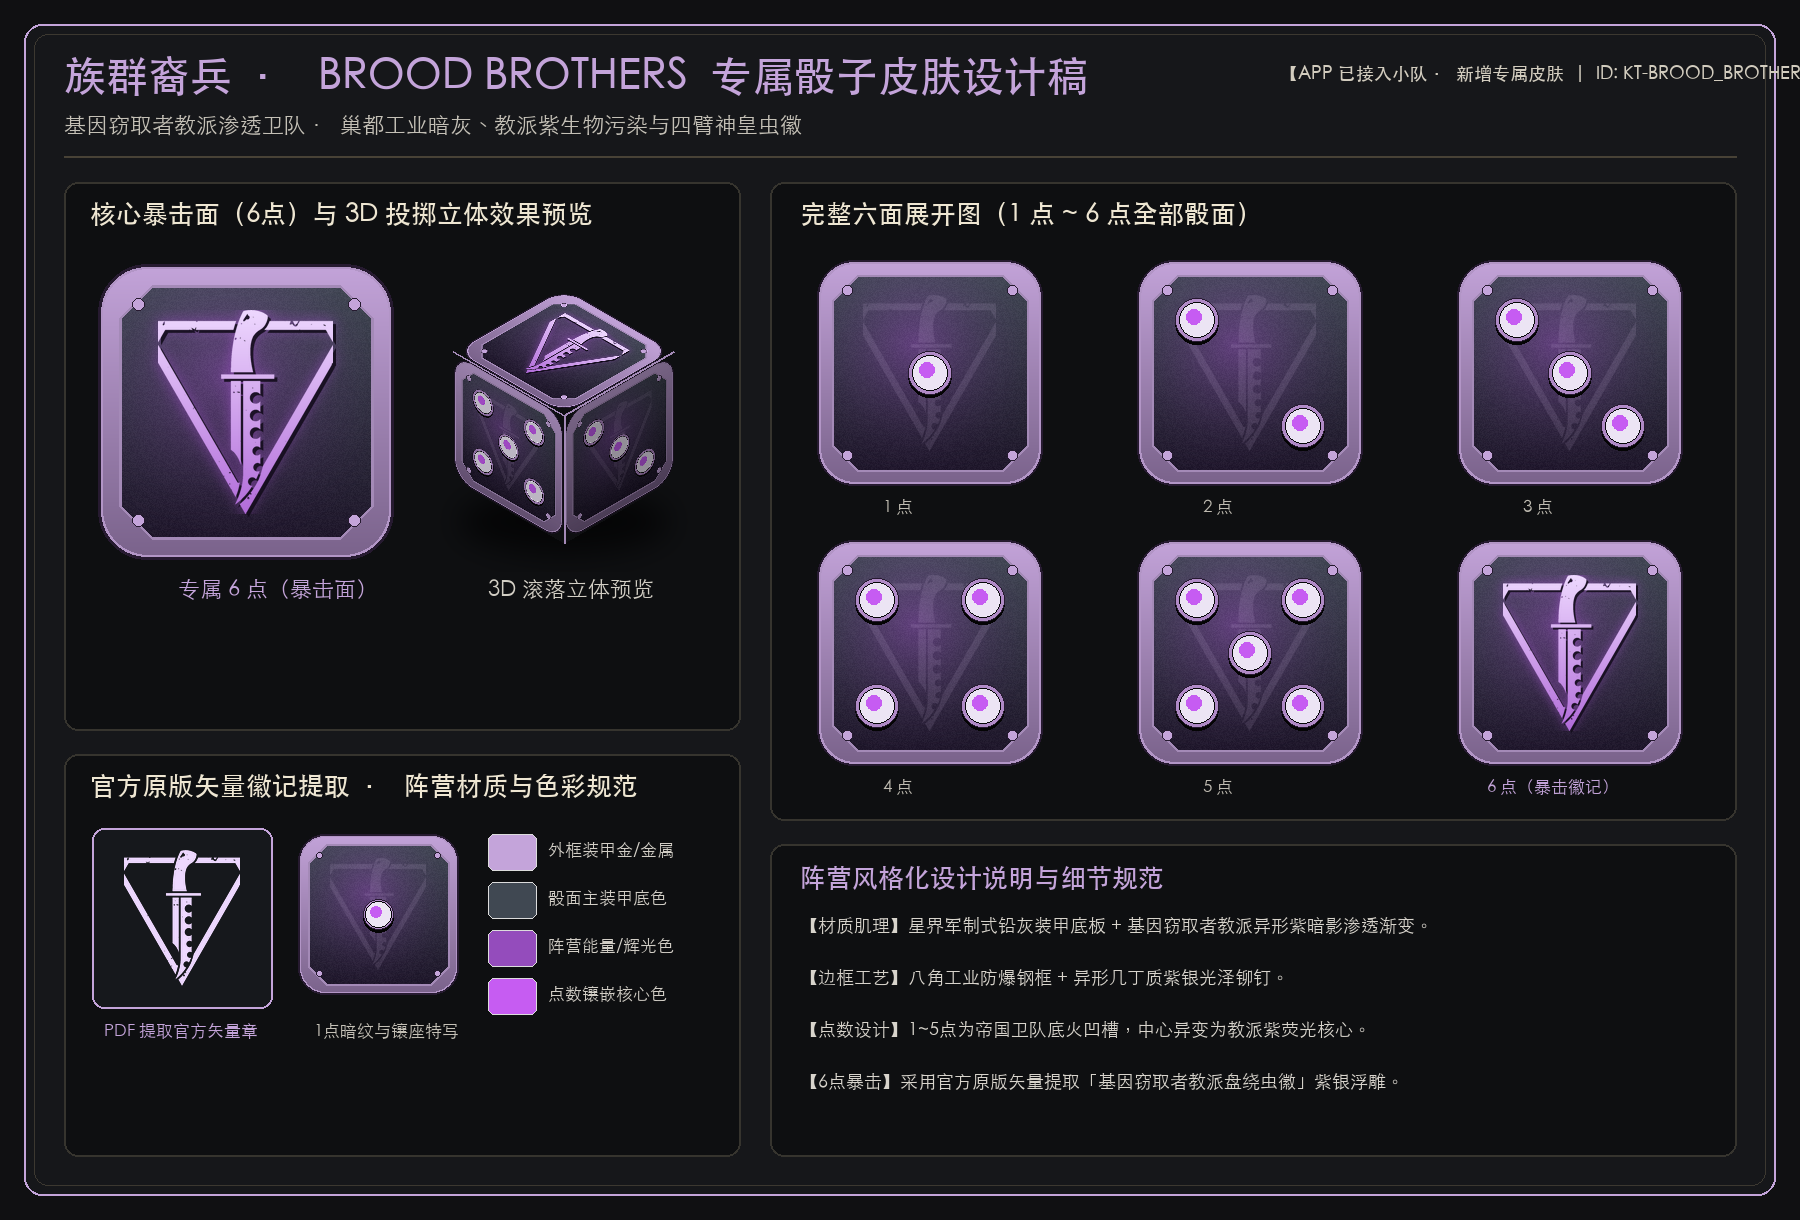 族群裔兵 · BROOD BROTHERS 专属骰子皮肤设计稿
【APP 已接入小队 · 新增专属皮肤 | ID: KT-BROOD_BROTHER
基因窃取者教派渗透卫队 · 巢都工业暗灰、教派紫生物污染与四臂神皇虫徽
核心暴击面（6点）与 3D 投掷立体效果预览
专属 6 点（暴击面）
3D 滚落立体预览
完整六面展开图（1 点 ~ 6 点全部骰面）
1 点
2 点
3 点
4 点
5 点
6 点（暴击徽记）
官方原版矢量徽记提取 · 阵营材质与色彩规范
外框装甲金/金属
骰面主装甲底色
阵营能量/辉光色
点数镶嵌核心色
PDF 提取官方矢量章
1点暗纹与镶座特写
阵营风格化设计说明与细节规范
【材质肌理】星界军制式铅灰装甲底板 + 基因窃取者教派异形紫暗影渗透渐变。
【边框工艺】八角工业防爆钢框 + 异形几丁质紫银光泽铆钉。
【点数设计】1~5点为帝国卫队底火凹槽，中心异变为教派紫荧光核心。
【6点暴击】采用官方原版矢量提取「基因窃取者教派盘绕虫徽」紫银浮雕。